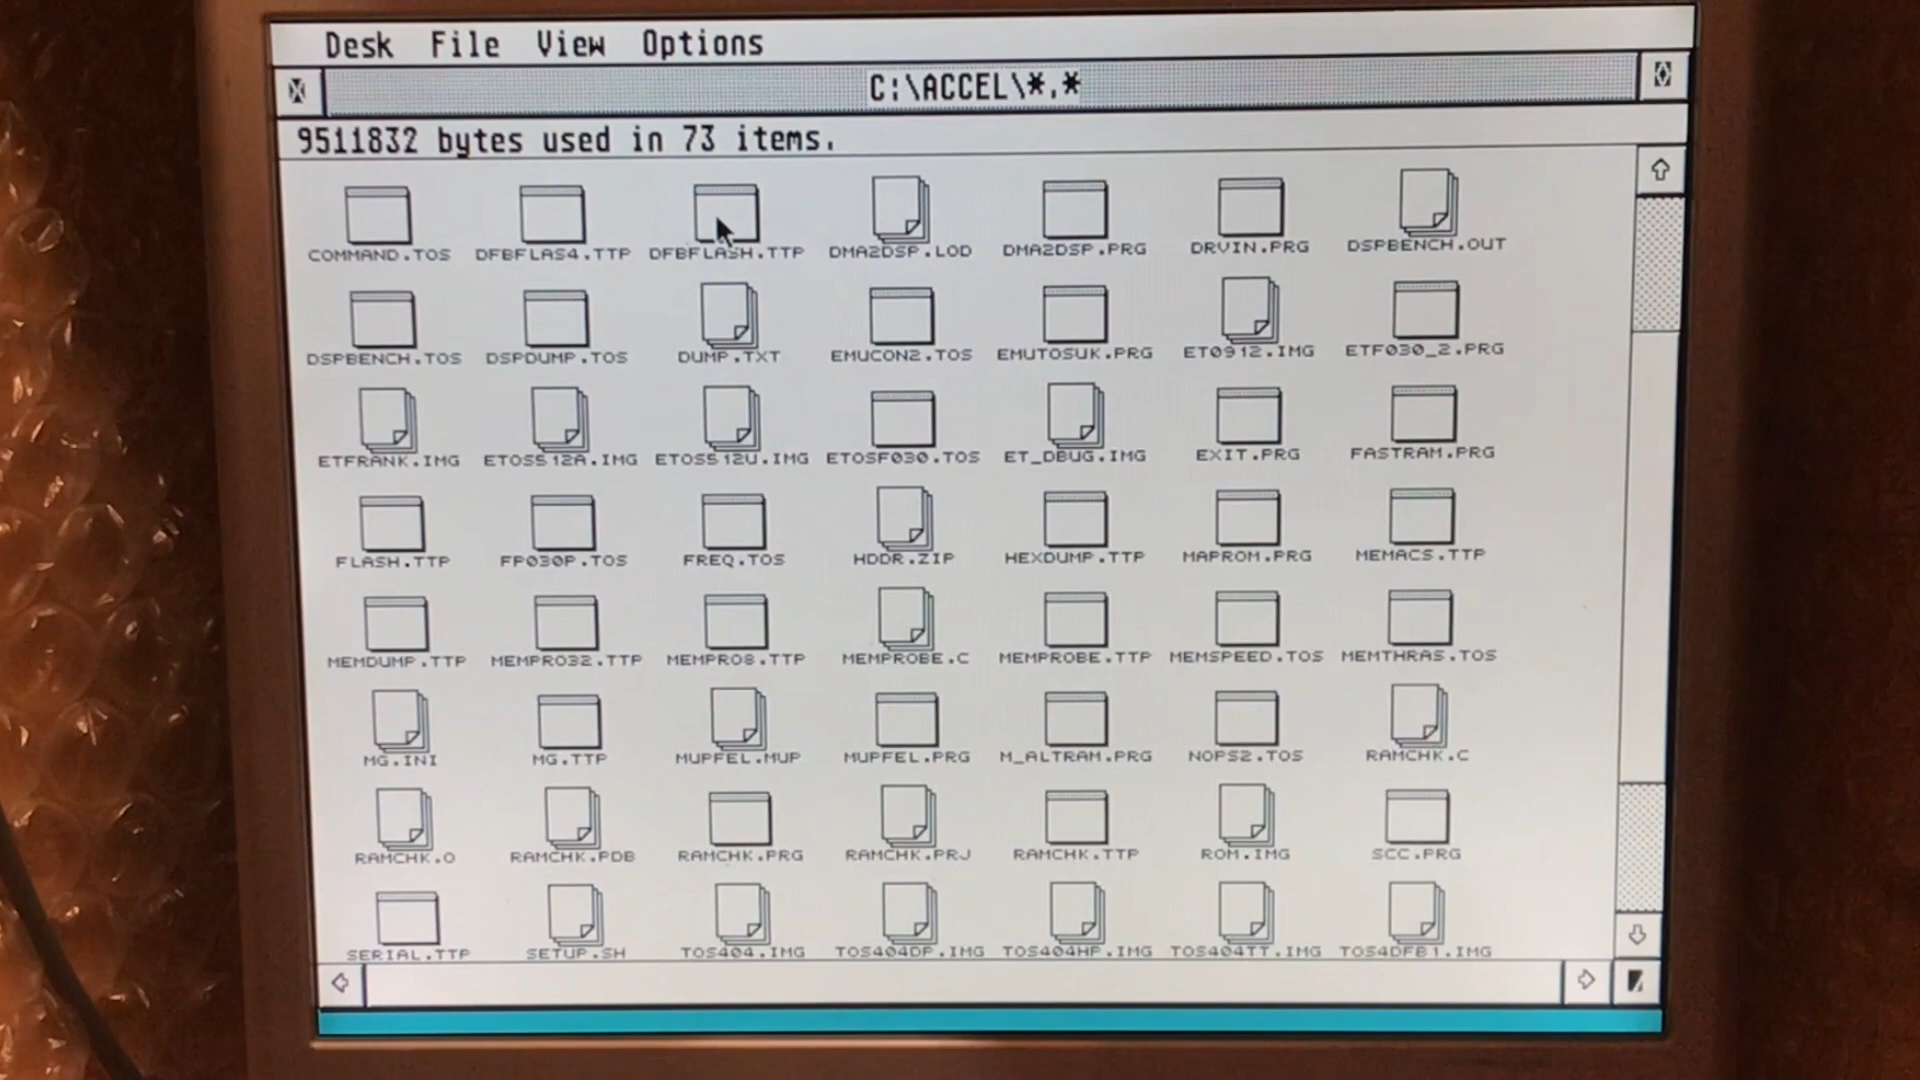 Desk File View Options
C:\ACCEL\*.*
9511832 bytes used in 73 items.
COMMAND.TOS DFBFLAS4.TTP DFBFLASH.TTP DMA2DSP.LOD DMA2DSP.PRG DRVIN.PRG DSPBENCH.OUT
DSPBENCH.TOS DSPDUMP.TOS DUMP.TXT EMUCON2.TOS EMUTOSUK.PRG ET0912.IMG ETF030_2.PRG
ETFRANK.IMG ETOS512A.IMG ETOS512U.IMG ETOSF030.TOS ET_DBUG.IMG EXIT.PRG FASTRAM.PRG
FLASH.TTP FP030P.TOS FREQ.TOS HDDR.ZIP HEXDUMP.TTP MAPROM.PRG MEMACS.TTP
MEMDUMP.TTP MEMPRO32.TTP MEMPRO8.TTP MEMPROBE.C MEMPROBE.TTP MEMSPEED.TOS MEMTHRAS.TOS
MG.INI MG.TTP MUPFEL.MUP MUPFEL.PRG M_ALTRAM.PRG NOPS2.TOS RAMCHK.C
RAMCHK.O RAMCHK.PDB RAMCHK.PRG RAMCHK.PRJ RAMCHK.TTP ROM.IMG SCC.PRG
SERIAL.TTP SETUP.SH TOS404.IMG TOS404DP.IMG TOS404HP.IMG TOS404TT.IMG TOS4DFB1.IMG